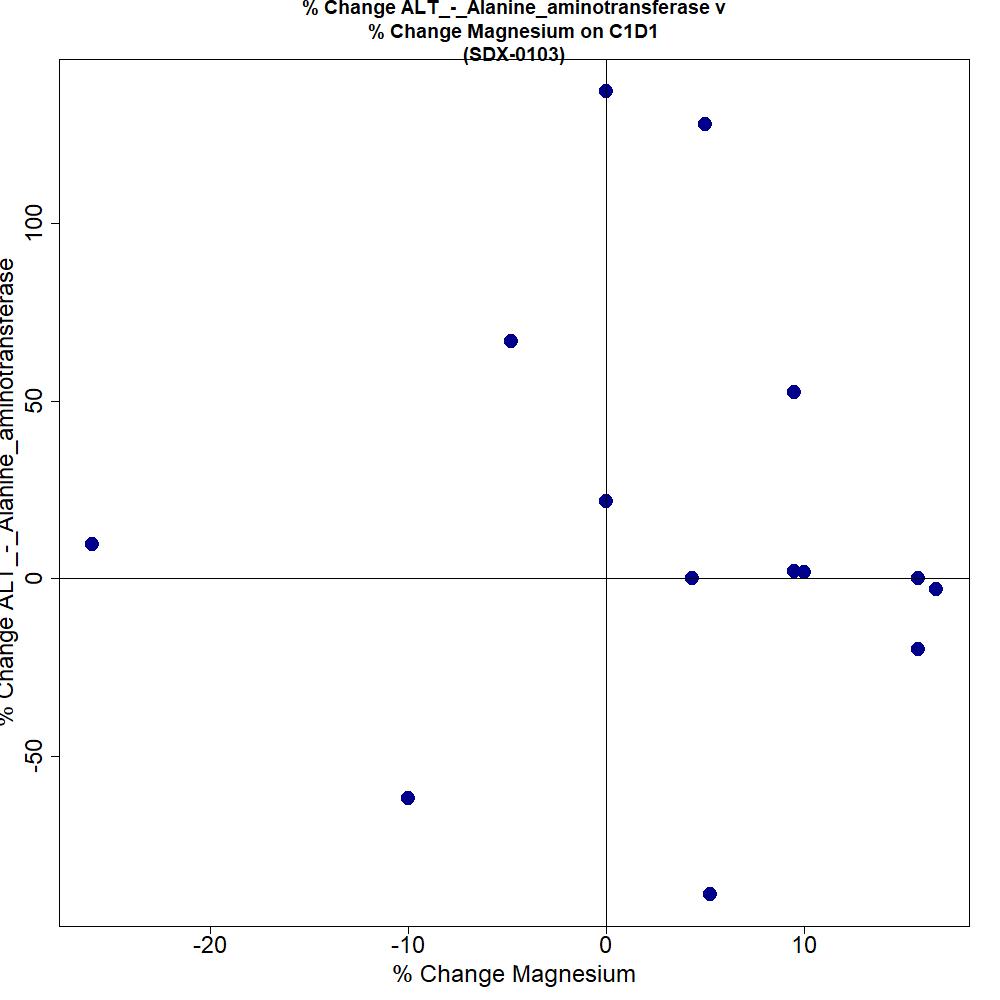 % Change ALT_-_Alanine_aminotransferase v
% Change Magnesium on C1D1
(SDX-0103)
% Change ALT_-_Alanine_aminotransferase
100
50
0
-50
-20
-10
0
10
% Change Magnesium